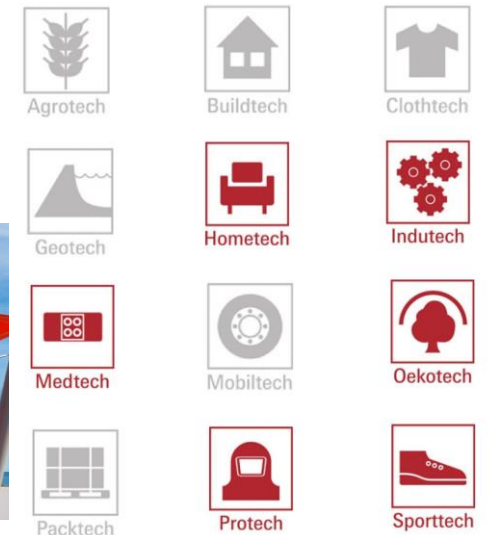 Agrotech
Buildtech
Clothtech
Geotech
Hometech
Indutech
Medtech
Mobiltech
Oekotech
Packtech
Protech
Sporttech